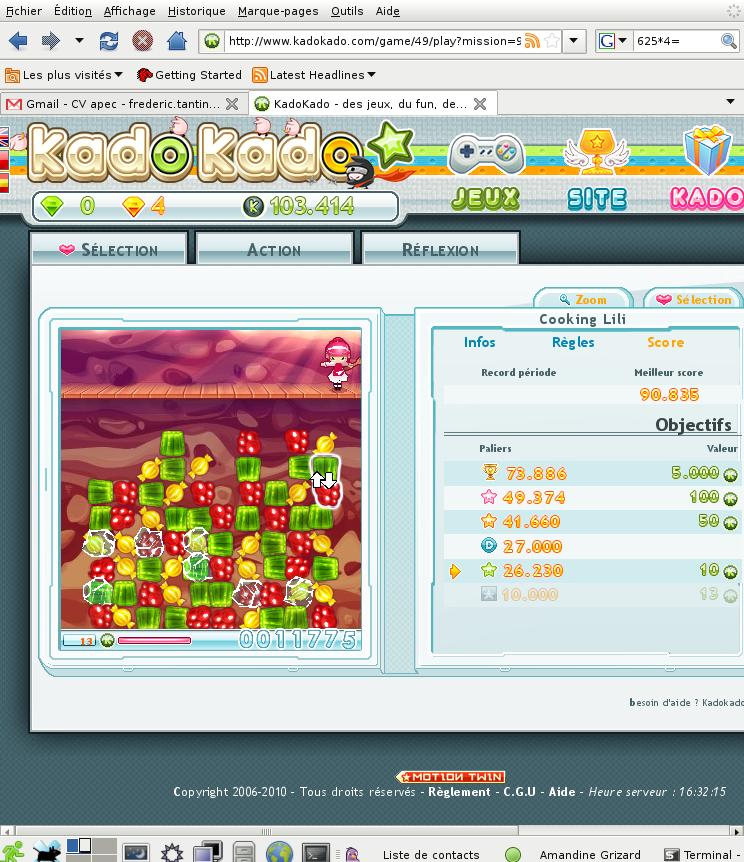 Fichier Édition Affichage Historique Marque-pages Outils Aide
http://www.kadokado.com/game/49/play?mission=9
G 625*4=
Les plus visités Getting Started Latest Headlines
Gmail - CV apec - frederic.tantin... KadoKado - des jeux, du fun, de...
KadoKado
JEUX SITE KADO
0 4 K 103.414
SÉLECTION ACTION RÉFLEXION
Zoom Sélection
Cooking Lili
Infos Règles Score
Record période Meilleur score
90.835
Objectifs
Paliers Valeur
73.886 5.000
49.374 100
41.660 50
D 27.000
26.230 10
10.000 13
13 0011775
besoin d'aide ? Kadokado
MOTION TWIN
Copyright 2006-2010 - Tous droits réservés - Règlement - C.G.U - Aide - Heure serveur : 16:32:15
Liste de contacts Amandine Grizard Terminal -